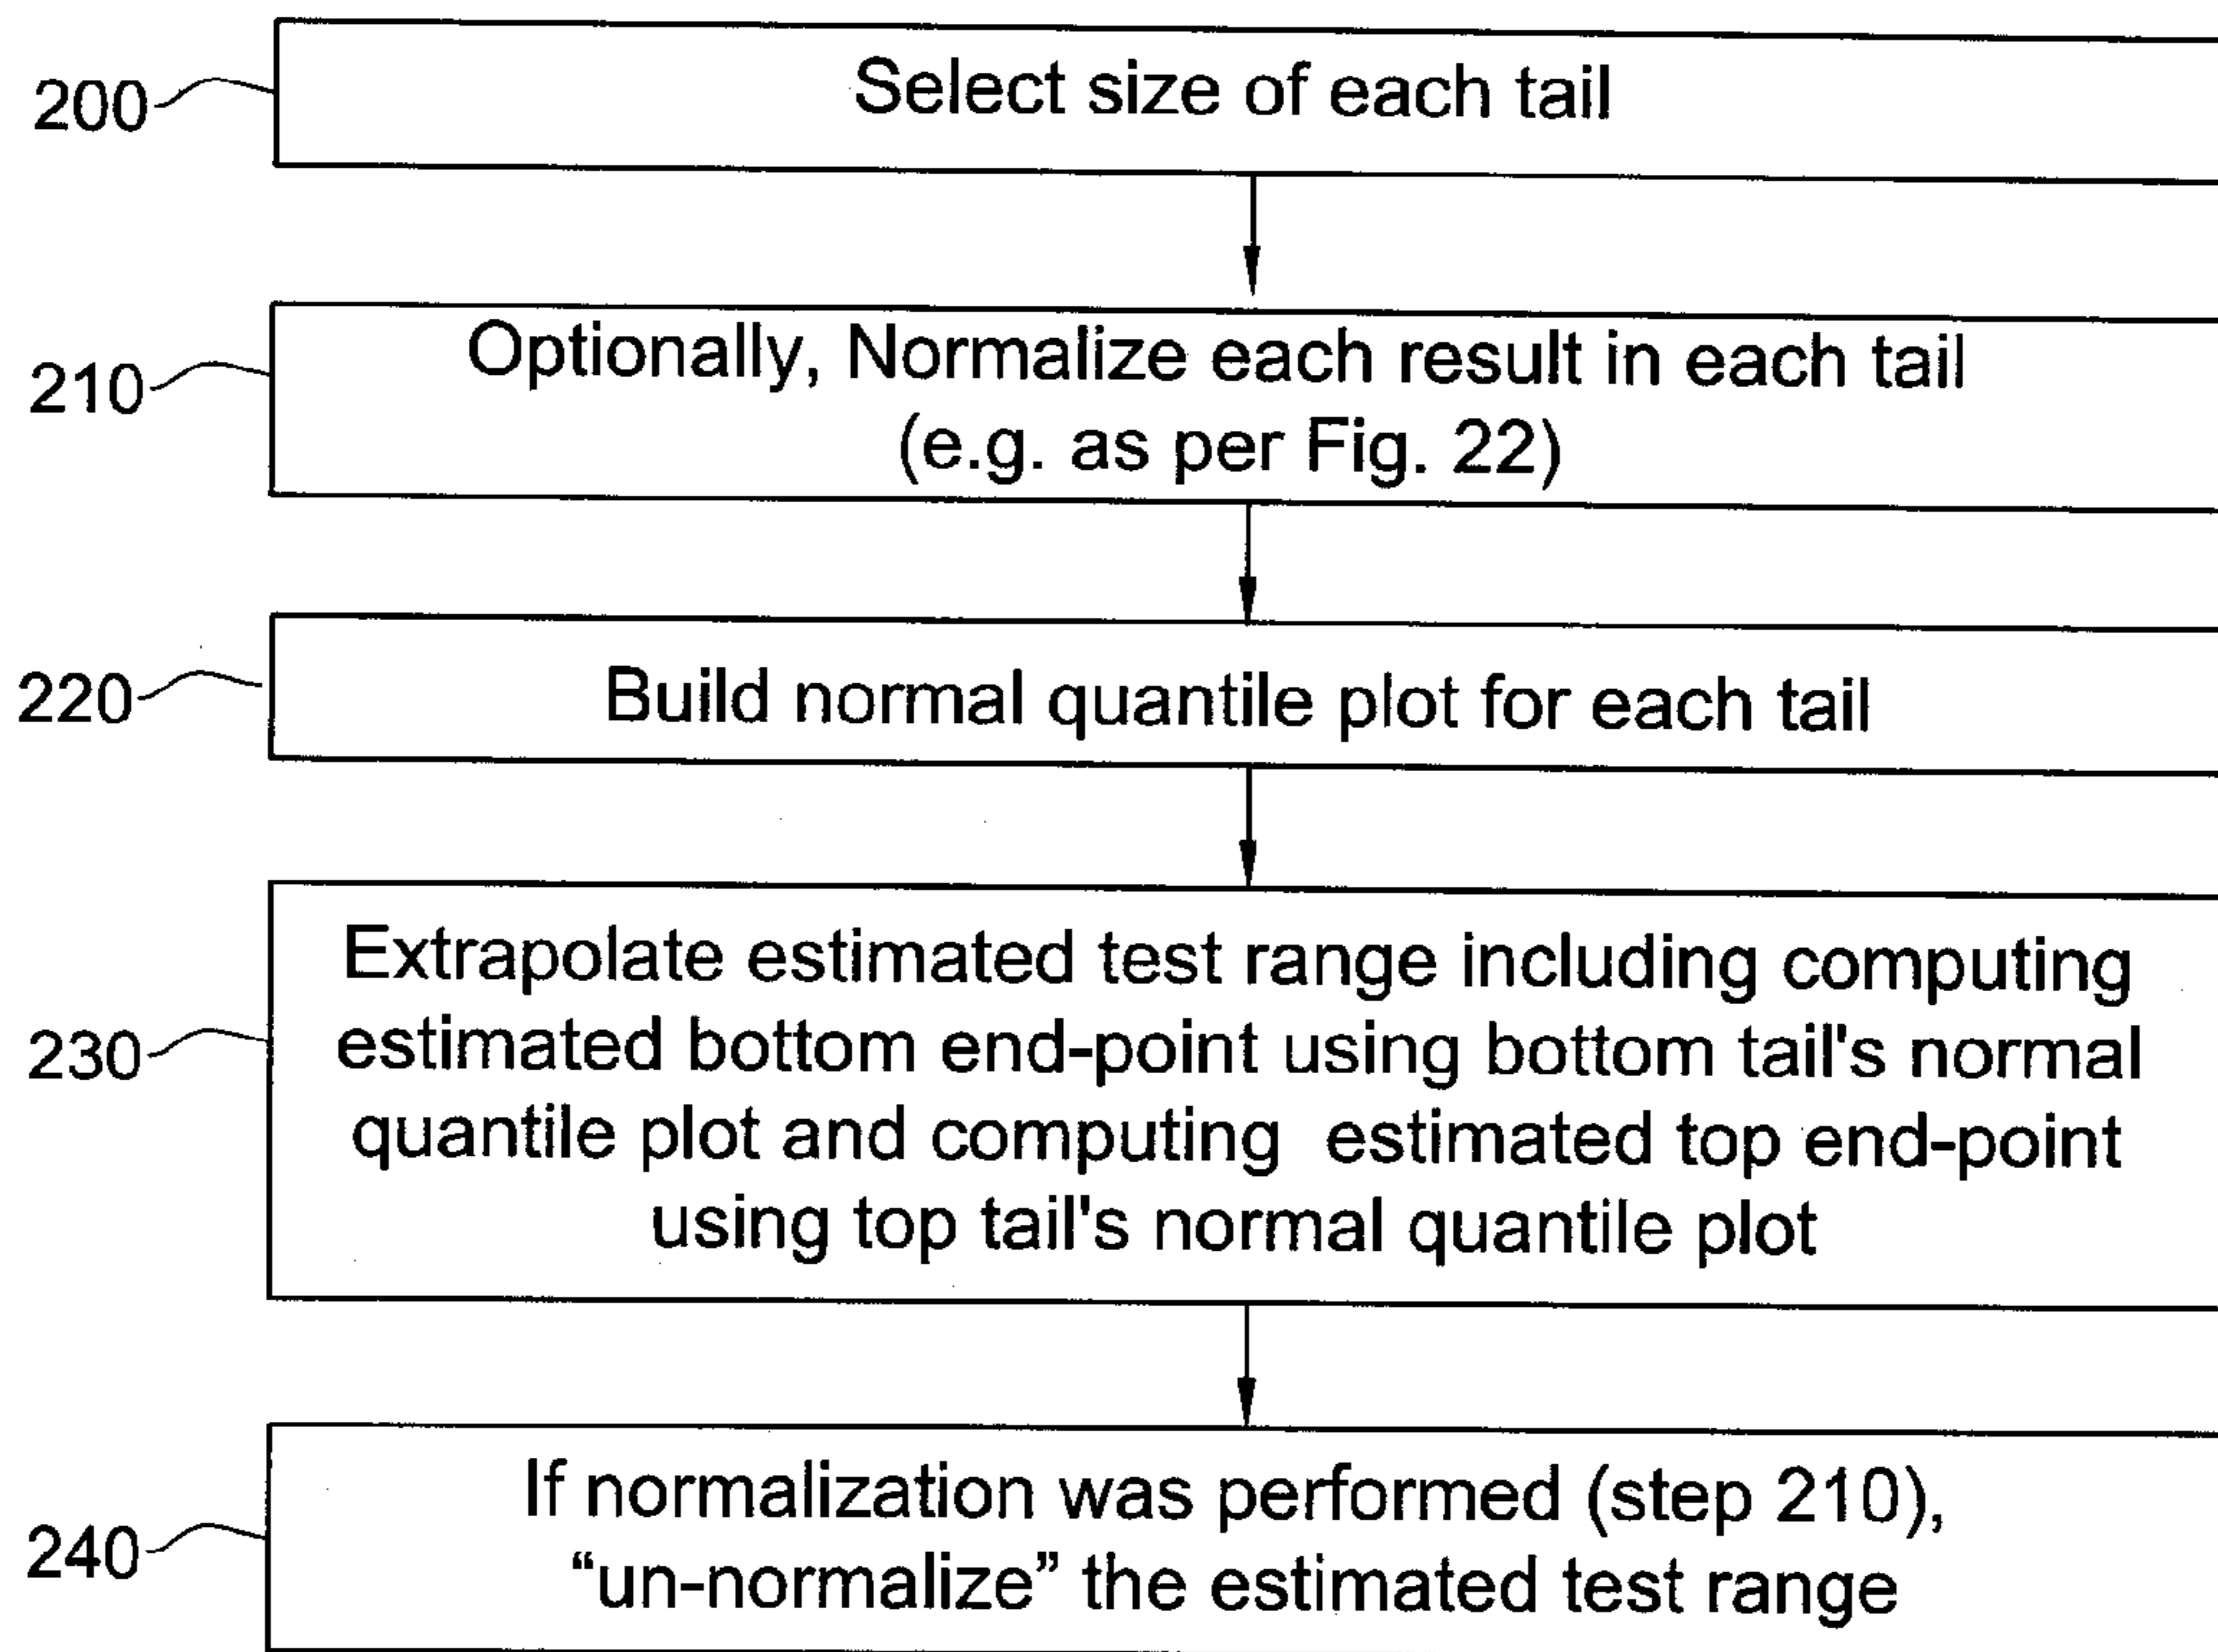 200
Select size of each tail
210
Optionally, Normalize each result in each tail
(e.g. as per Fig. 22)
220
Build normal quantile plot for each tail
230
Extrapolate estimated test range including computing
estimated bottom end-point using bottom tail's normal
quantile plot and computing estimated top end-point
using top tail's normal quantile plot
240
If normalization was performed (step 210),
“un-normalize” the estimated test range